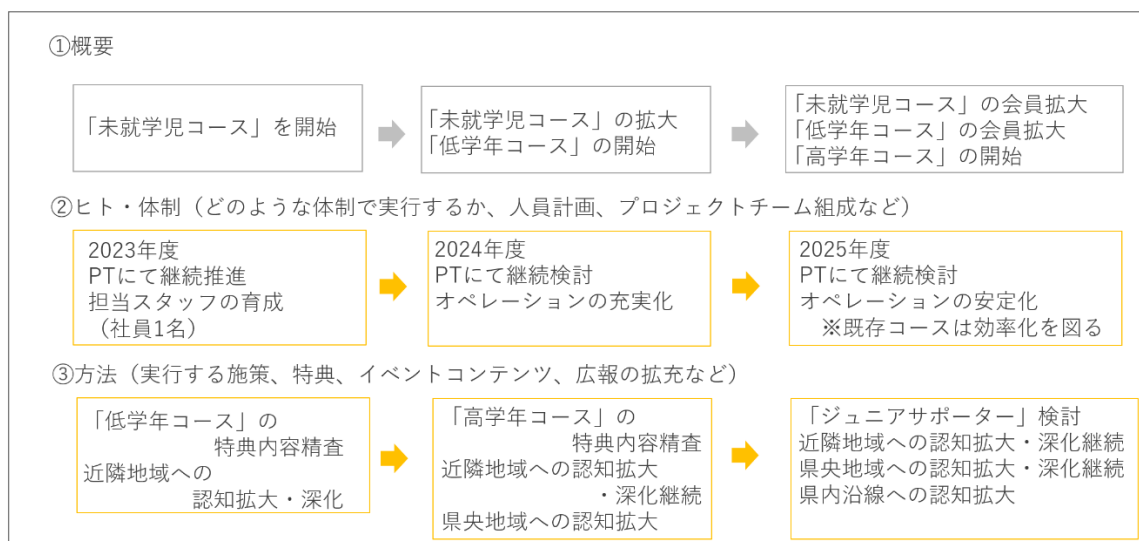 ①概要
「未就学児コース」を開始
「未就学児コース」の拡大
「低学年コース」の開始
「未就学児コース」の会員拡大
「低学年コース」の会員拡大
「高学年コース」の開始
②ヒト・体制（どのような体制で実行するか、人員計画、プロジェクトチーム組成など）
2023年度
PTにて継続推進
担当スタッフの育成
（社員1名）
2024年度
PTにて継続検討
オペレーションの充実化
2025年度
PTにて継続検討
オペレーションの安定化
※既存コースは効率化を図る
③方法（実行する施策、特典、イベントコンテンツ、広報の拡充など）
「低学年コース」の
特典内容精査
近隣地域への
認知拡大・深化
「高学年コース」の
特典内容精査
近隣地域への認知拡大
・深化継続
県央地域への認知拡大
「ジュニアサポーター」検討
近隣地域への認知拡大・深化継続
県央地域への認知拡大・深化継続
県内沿線への認知拡大